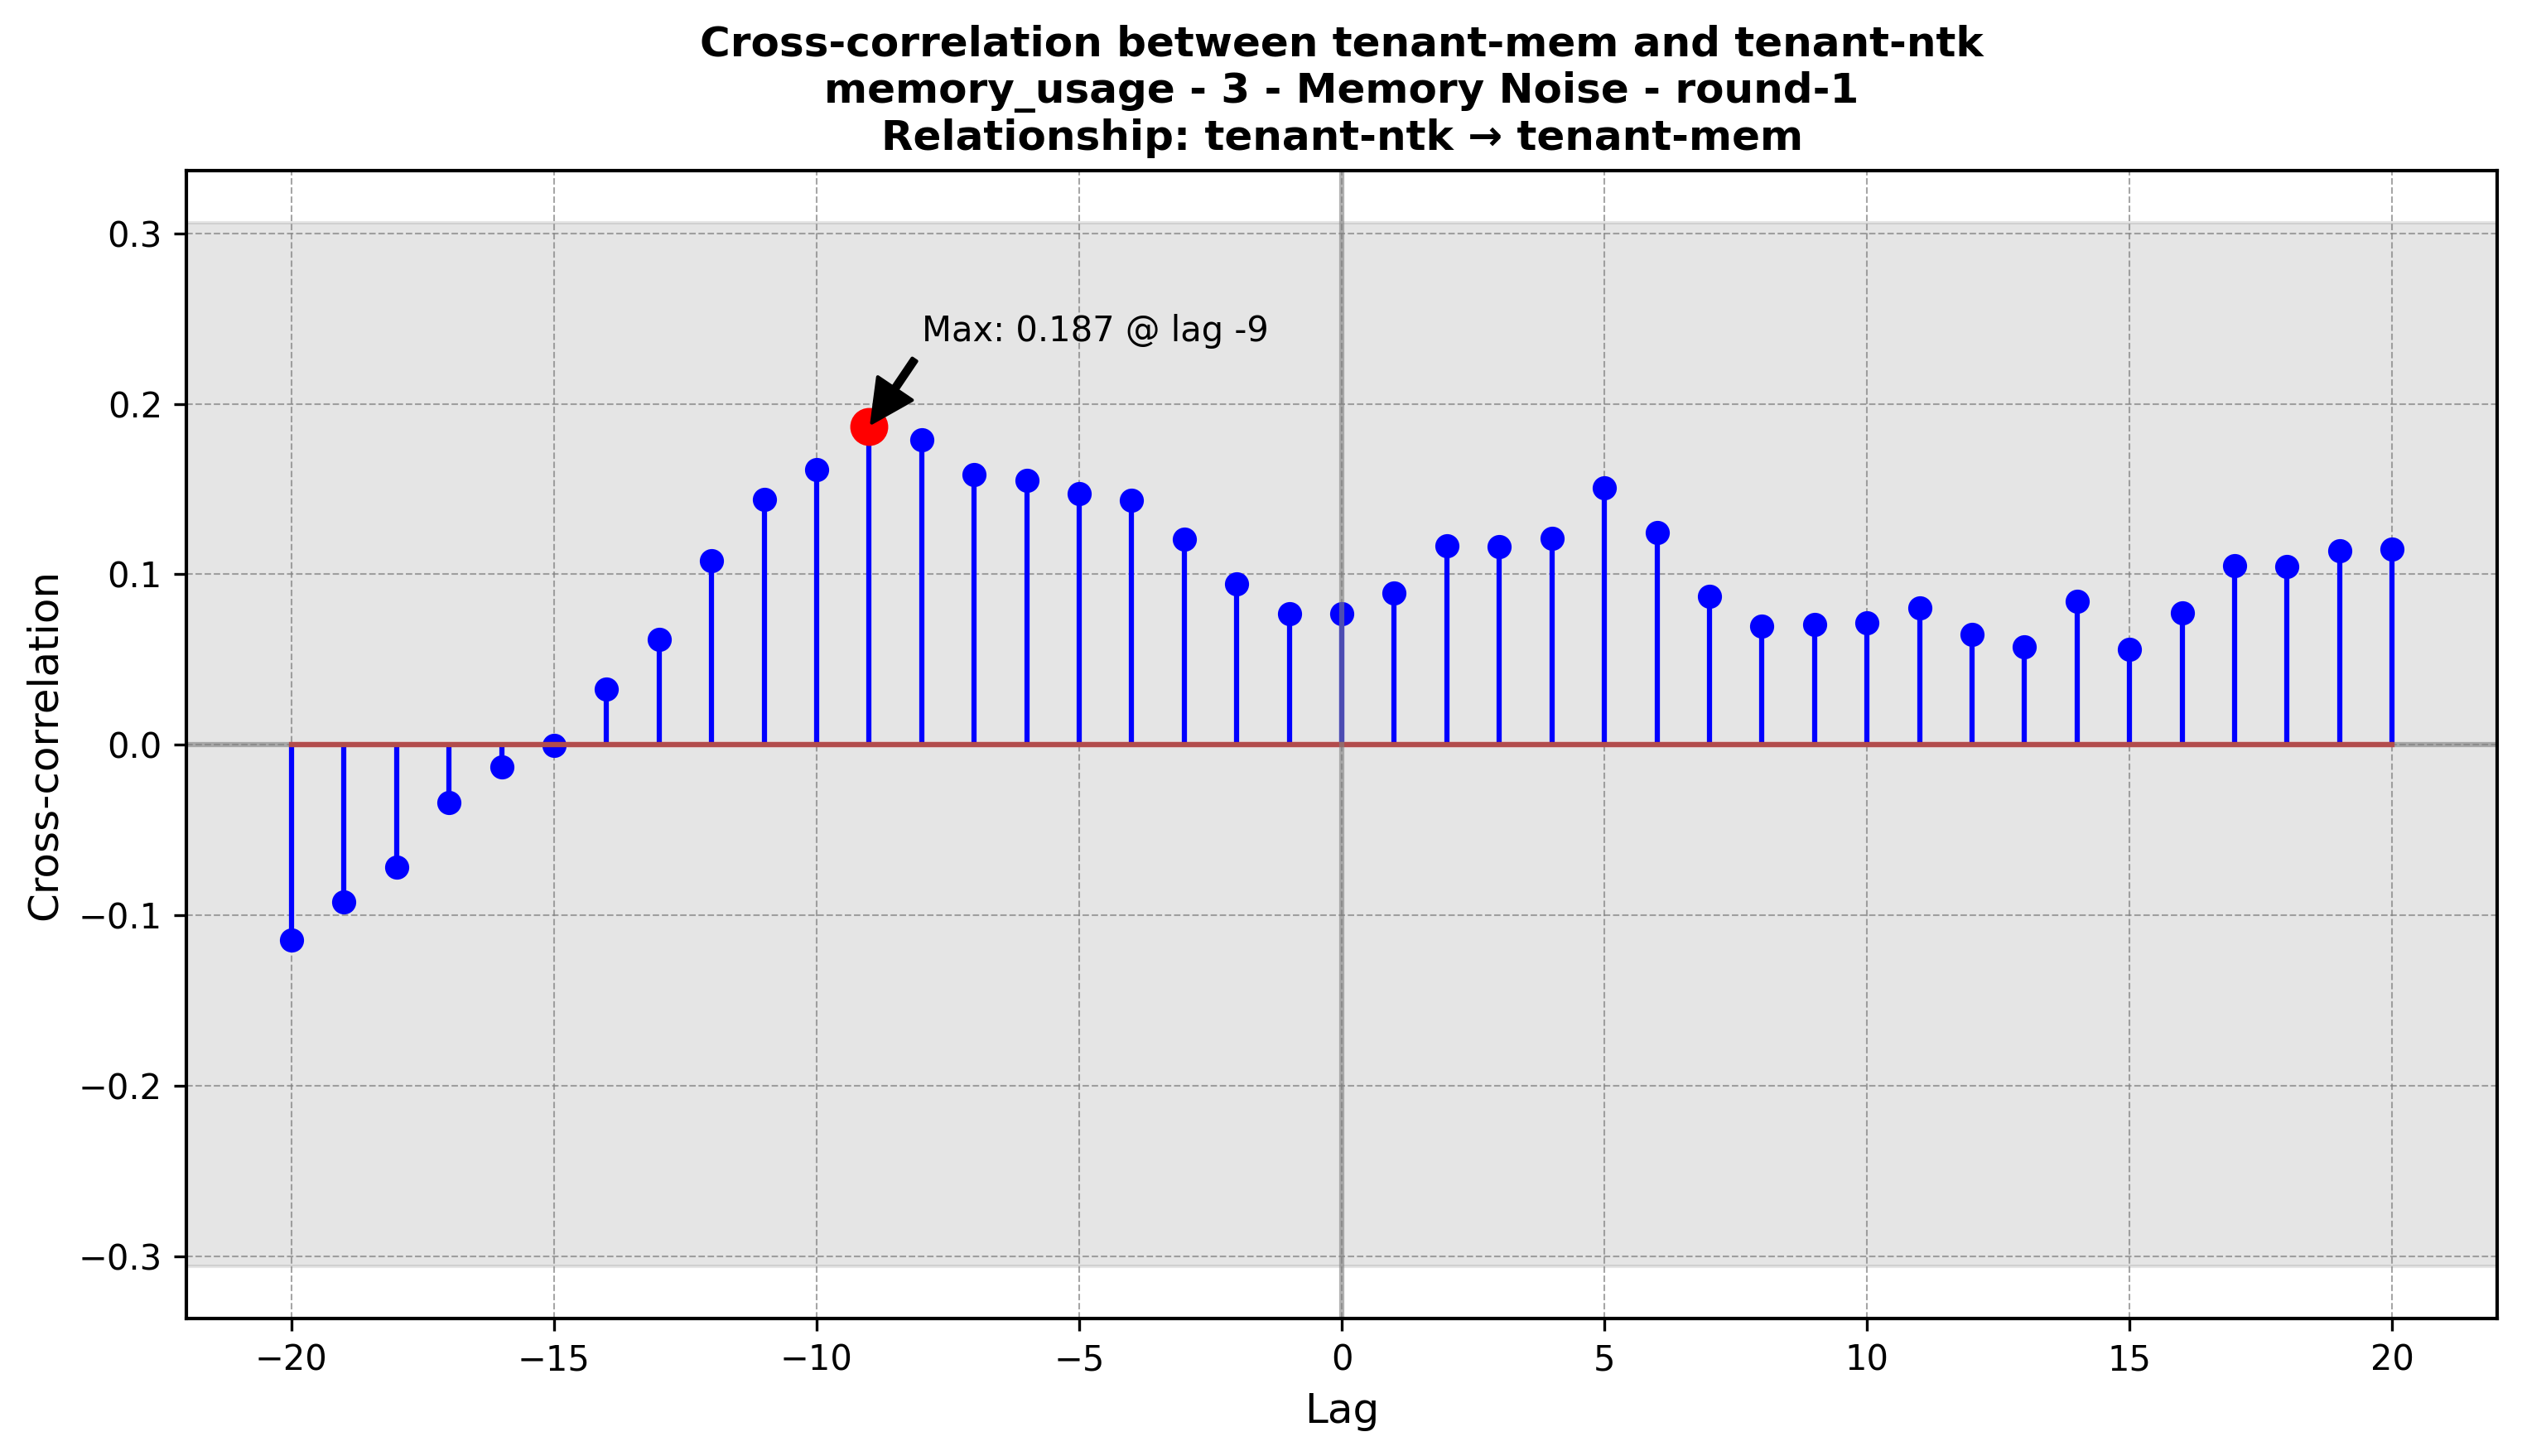 Cross-correlation between tenant-mem and tenant-ntk
memory_usage - 3 - Memory Noise - round-1
Relationship: tenant-ntk → tenant-mem
Cross-correlation
0.3
0.2
0.1
0.0
−0.1
−0.2
−0.3
Max: 0.187 @ lag -9
−20
−15
−10
−5
0
5
10
15
20
Lag